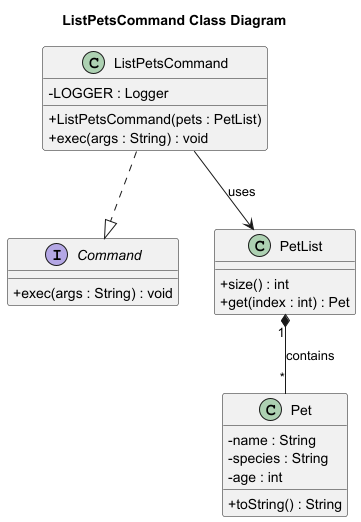 ListPetsCommand Class Diagram
C ListPetsCommand
-LOGGER : Logger
+ListPetsCommand(pets : PetList)
+exec(args : String) : void
uses
I Command
+exec(args : String) : void
C PetList
+size() : int
+get(index : int) : Pet
1
contains
*
C Pet
-name : String
-species : String
-age : int
+toString() : String